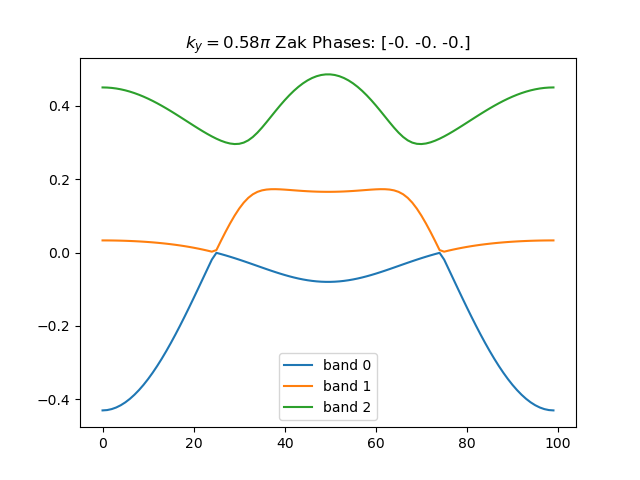 $k_y = 0.58\pi$ Zak Phases: [-0. -0. -0.]
0.4
0.2
0.0
−0.2
−0.4
band 0
band 1
band 2
0 20 40 60 80 100